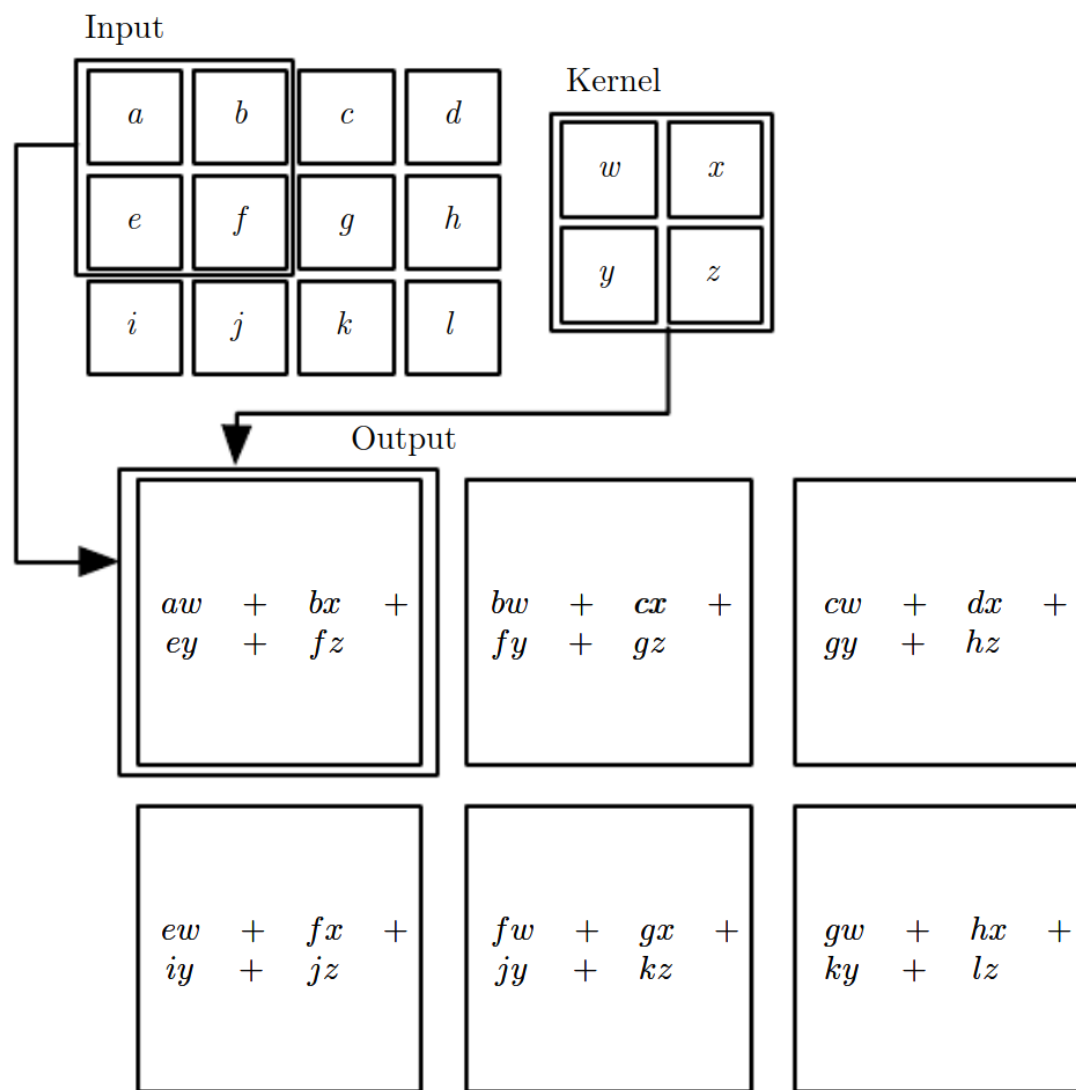 Input
Kernel
a b c d
w x
e f g h
y z
i j k l
Output
aw + bx +
ey + fz
bw + cx +
fy + gz
cw + dx +
gy + hz
ew + fx +
iy + jz
fw + gx +
jy + kz
gw + hx +
ky + lz